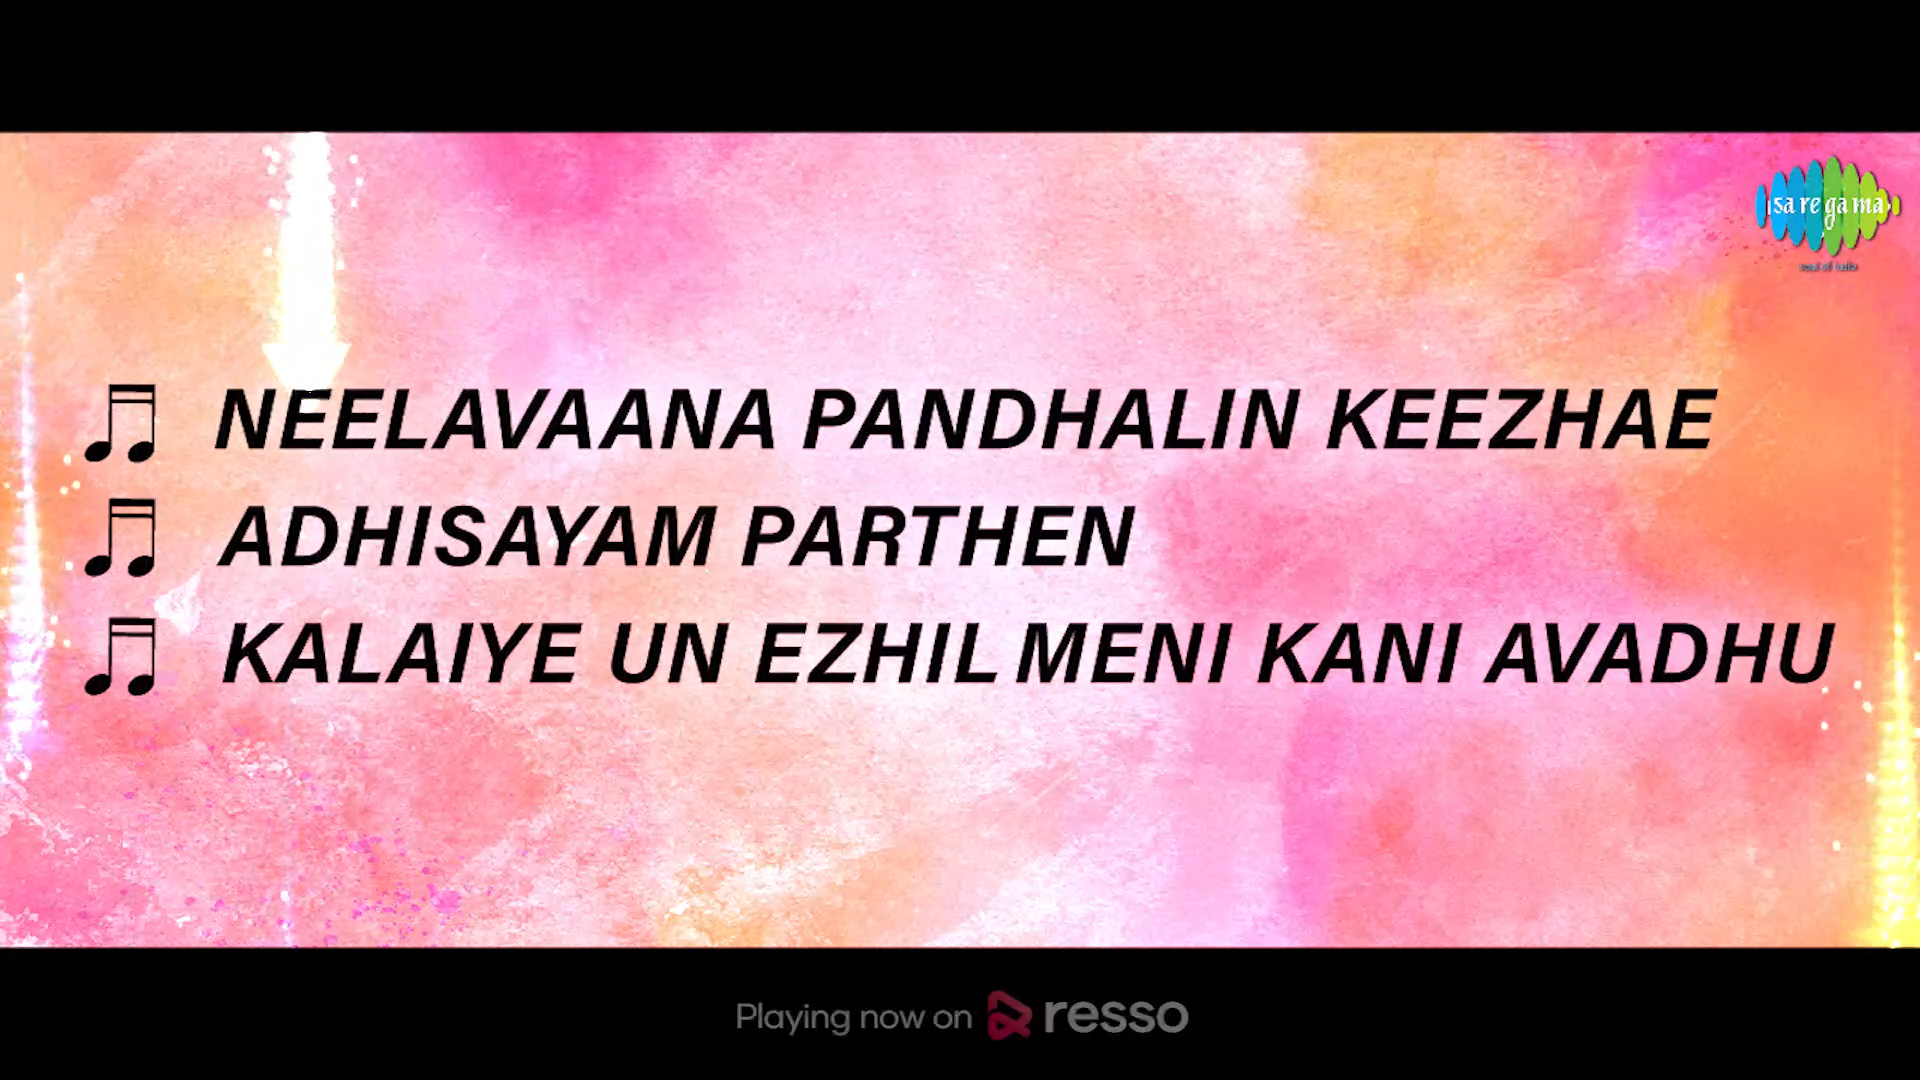 sa re ga ma
NEELAVAANA PANDHALIN KEEZHAE
ADHISAYAM PARTHEN
KALAIYE UN EZHIL MENI KANI AVADHU
Playing now on resso